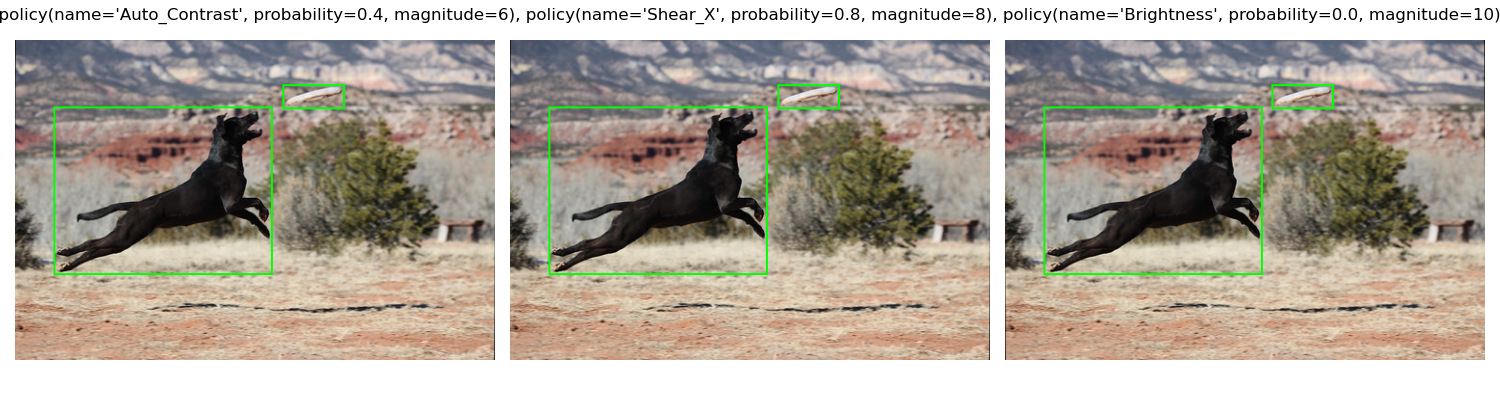 policy(name='Auto_Contrast', probability=0.4, magnitude=6), policy(name='Shear_X', probability=0.8, magnitude=8), policy(name='Brightness', probability=0.0, magnitude=10)